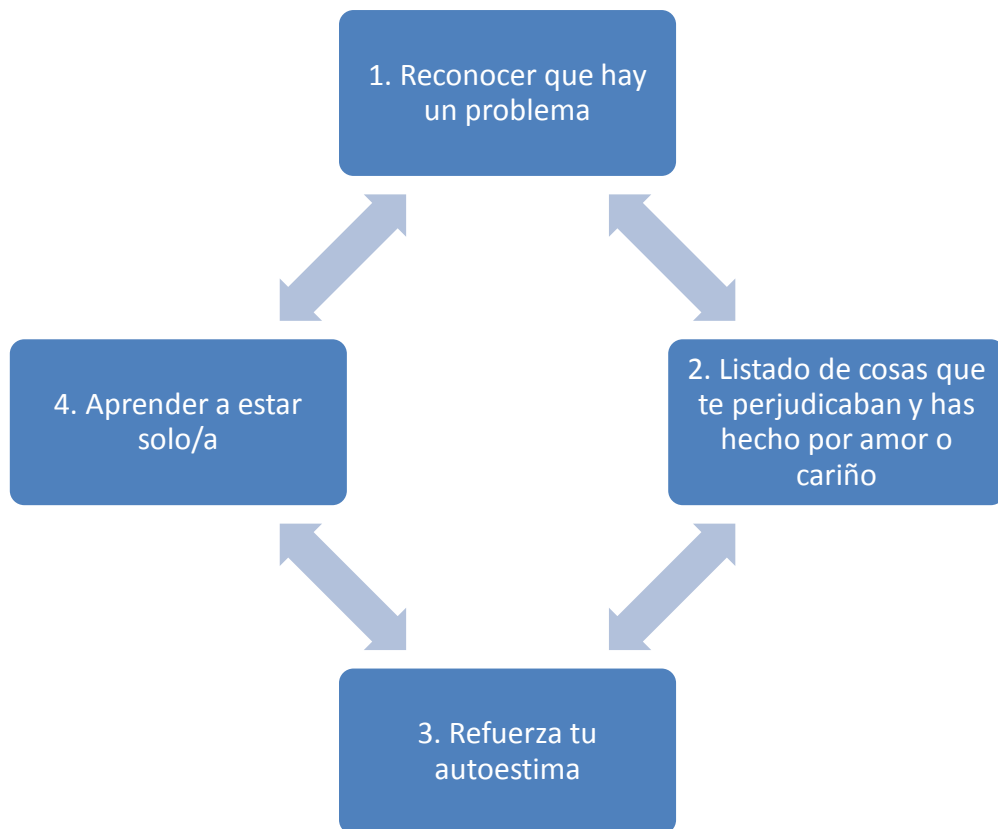 1. Reconocer que hay
un problema
2. Listado de cosas que
te perjudicaban y has
hecho por amor o
cariño
3. Refuerza tu
autoestima
4. Aprender a estar
solo/a